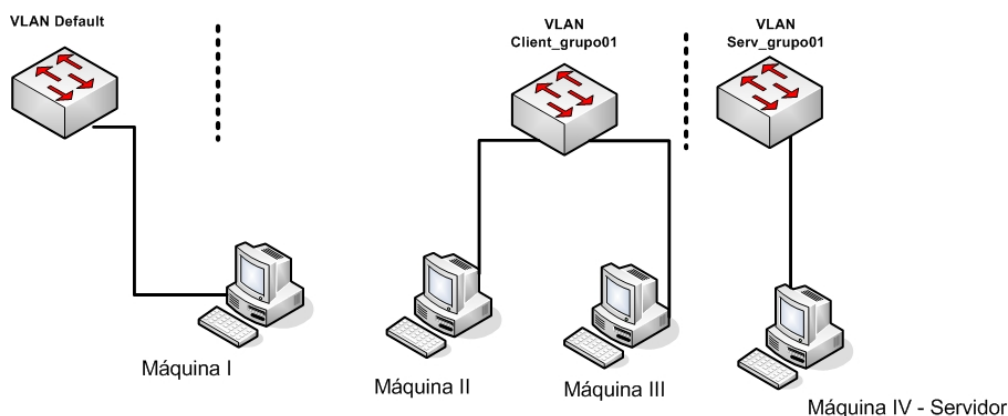 VLAN Default
VLAN
Client_grupo01
VLAN
Serv_grupo01
Máquina I
Máquina II
Máquina III
Máquina IV - Servidor